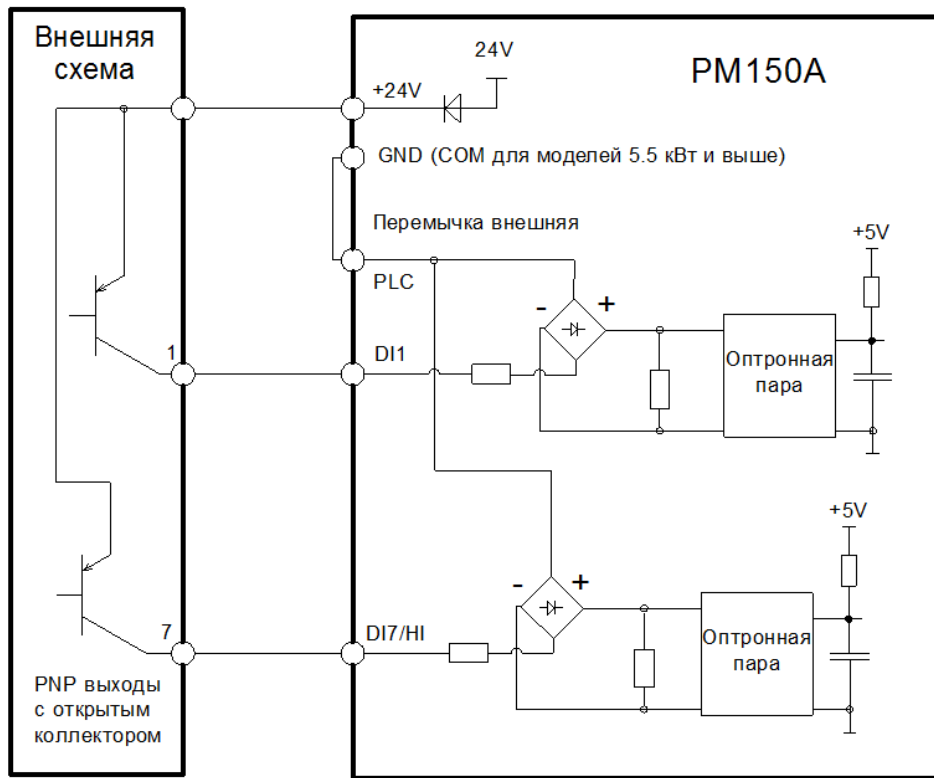 Внешняя
схема
24V
PM150A
+24V
GND (COM для моделей 5.5 кВт и выше)
Перемычка внешняя
+5V
PLC
-
+
1
DI1
Оптронная
пара
+5V
-
+
7
DI7/HI
Оптронная
пара
PNP выходы
с открытым
коллектором